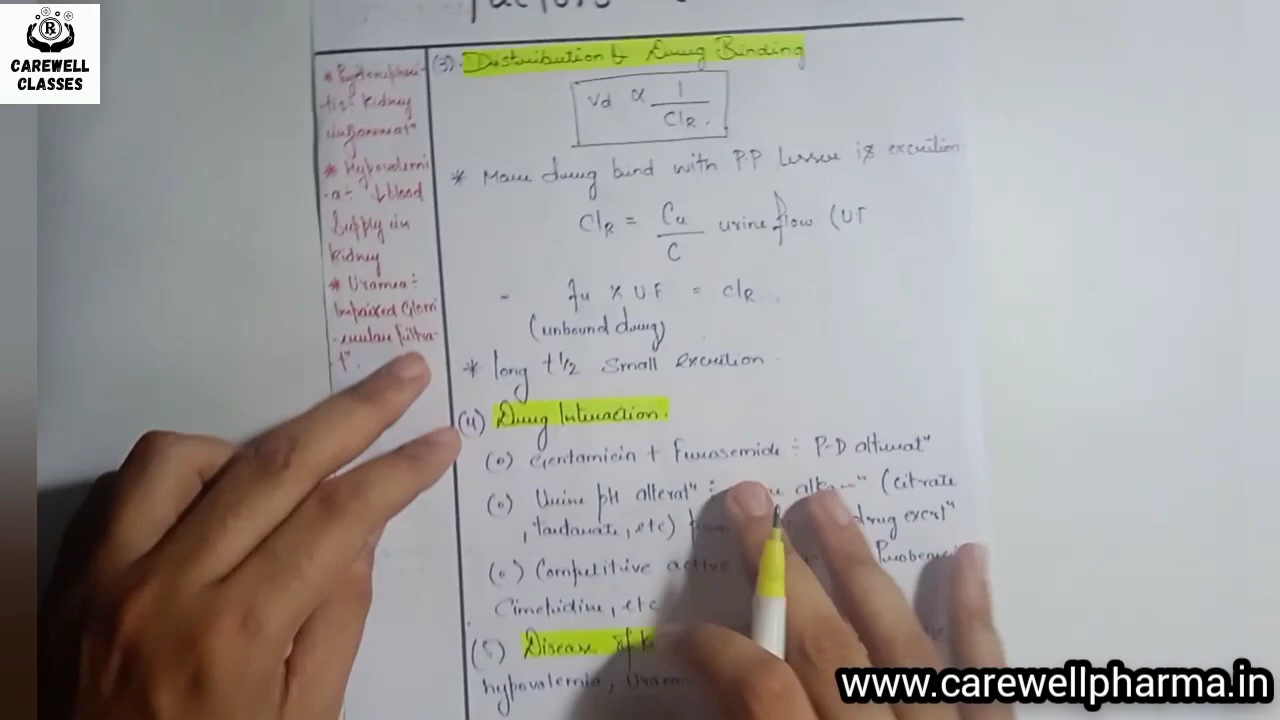 CAREWELL
CLASSES
Factors
(3). Distribution & Drug Binding
Vd ∝ 1 / ClR.
* More drug bind with P.P lesser is excretion
ClR = Cu / C urine flow (UF
= fu × U.F = ClR
(unbound drug)
* long t1/2 small excretion.
(4) Drug Interaction.
(o) Gentamicin + Furosemide ÷ P-D alterat"
(o) Urine pH alterat" ÷ (citrate
, tartarate, etc) drug excrt"
(o) Competitive active
Cimetidine, etc
(5) Disease
hypovolemia,
* Pyelonephri-
tis÷ kidney
* Hypovolemi
-a÷ ↓blood
Supply in
kidney
* Uramea÷
Impaired Glom
-erular filtra-
t".
www.carewellpharma.in